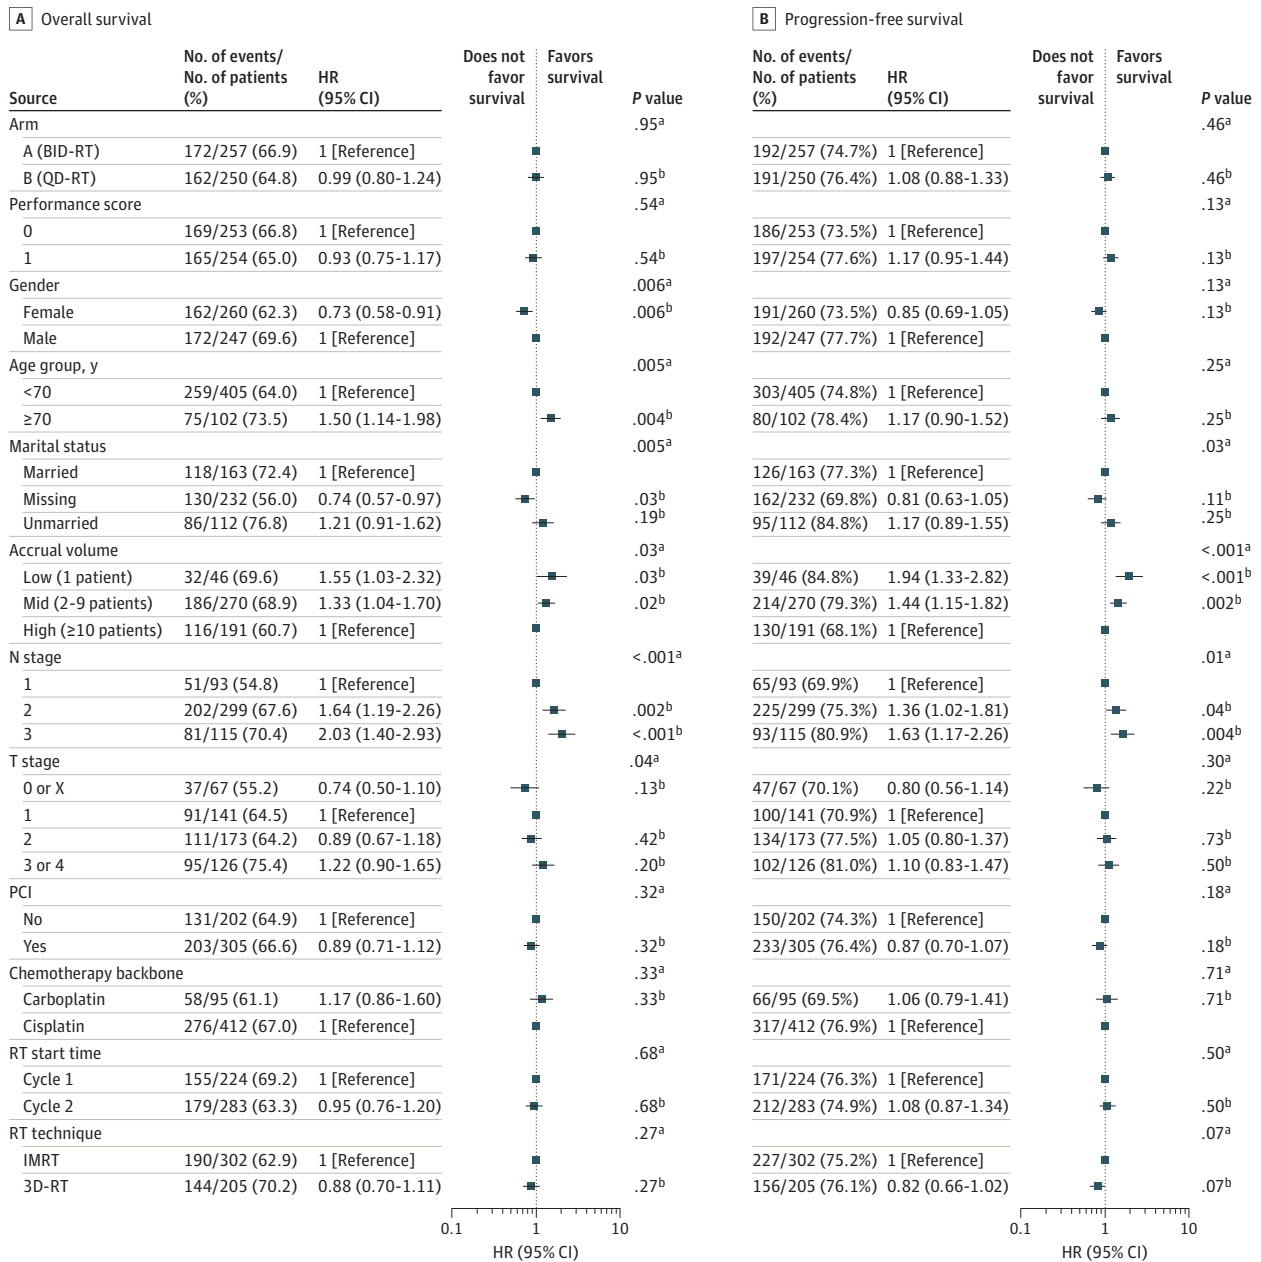 A Overall survival B Progression-free survival
No. of events/ Does not Favors No. of events/ Does not Favors
No. of patients HR favor survival No. of patients HR favor survival
Source (%) (95% CI) survival P value (%) (95% CI) survival P value
Arm .95a .46a
A (BID-RT) 172/257 (66.9) 1 [Reference] 192/257 (74.7%) 1 [Reference]
B (QD-RT) 162/250 (64.8) 0.99 (0.80-1.24) .95b 191/250 (76.4%) 1.08 (0.88-1.33) .46b
Performance score .54a .13a
0 169/253 (66.8) 1 [Reference] 186/253 (73.5%) 1 [Reference]
1 165/254 (65.0) 0.93 (0.75-1.17) .54b 197/254 (77.6%) 1.17 (0.95-1.44) .13b
Gender .006a .13a
Female 162/260 (62.3) 0.73 (0.58-0.91) .006b 191/260 (73.5%) 0.85 (0.69-1.05) .13b
Male 172/247 (69.6) 1 [Reference] 192/247 (77.7%) 1 [Reference]
Age group, y .005a .25a
<70 259/405 (64.0) 1 [Reference] 303/405 (74.8%) 1 [Reference]
≥70 75/102 (73.5) 1.50 (1.14-1.98) .004b 80/102 (78.4%) 1.17 (0.90-1.52) .25b
Marital status .005a .03a
Married 118/163 (72.4) 1 [Reference] 126/163 (77.3%) 1 [Reference]
Missing 130/232 (56.0) 0.74 (0.57-0.97) .03b 162/232 (69.8%) 0.81 (0.63-1.05) .11b
Unmarried 86/112 (76.8) 1.21 (0.91-1.62) .19b 95/112 (84.8%) 1.17 (0.89-1.55) .25b
Accrual volume .03a <.001a
Low (1 patient) 32/46 (69.6) 1.55 (1.03-2.32) .03b 39/46 (84.8%) 1.94 (1.33-2.82) <.001b
Mid (2-9 patients) 186/270 (68.9) 1.33 (1.04-1.70) .02b 214/270 (79.3%) 1.44 (1.15-1.82) .002b
High (≥10 patients) 116/191 (60.7) 1 [Reference] 130/191 (68.1%) 1 [Reference]
N stage <.001a .01a
1 51/93 (54.8) 1 [Reference] 65/93 (69.9%) 1 [Reference]
2 202/299 (67.6) 1.64 (1.19-2.26) .002b 225/299 (75.3%) 1.36 (1.02-1.81) .04b
3 81/115 (70.4) 2.03 (1.40-2.93) <.001b 93/115 (80.9%) 1.63 (1.17-2.26) .004b
T stage .04a .30a
0 or X 37/67 (55.2) 0.74 (0.50-1.10) .13b 47/67 (70.1%) 0.80 (0.56-1.14) .22b
1 91/141 (64.5) 1 [Reference] 100/141 (70.9%) 1 [Reference]
2 111/173 (64.2) 0.89 (0.67-1.18) .42b 134/173 (77.5%) 1.05 (0.80-1.37) .73b
3 or 4 95/126 (75.4) 1.22 (0.90-1.65) .20b 102/126 (81.0%) 1.10 (0.83-1.47) .50b
PCI .32a .18a
No 131/202 (64.9) 1 [Reference] 150/202 (74.3%) 1 [Reference]
Yes 203/305 (66.6) 0.89 (0.71-1.12) .32b 233/305 (76.4%) 0.87 (0.70-1.07) .18b
Chemotherapy backbone .33a .71a
Carboplatin 58/95 (61.1) 1.17 (0.86-1.60) .33b 66/95 (69.5%) 1.06 (0.79-1.41) .71b
Cisplatin 276/412 (67.0) 1 [Reference] 317/412 (76.9%) 1 [Reference]
RT start time .68a .50a
Cycle 1 155/224 (69.2) 1 [Reference] 171/224 (76.3%) 1 [Reference]
Cycle 2 179/283 (63.3) 0.95 (0.76-1.20) .68b 212/283 (74.9%) 1.08 (0.87-1.34) .50b
RT technique .27a .07a
IMRT 190/302 (62.9) 1 [Reference] 227/302 (75.2%) 1 [Reference]
3D-RT 144/205 (70.2) 0.88 (0.70-1.11) .27b 156/205 (76.1%) 0.82 (0.66-1.02) .07b
0.1 1 10 0.1 1 10
HR (95% CI) HR (95% CI)